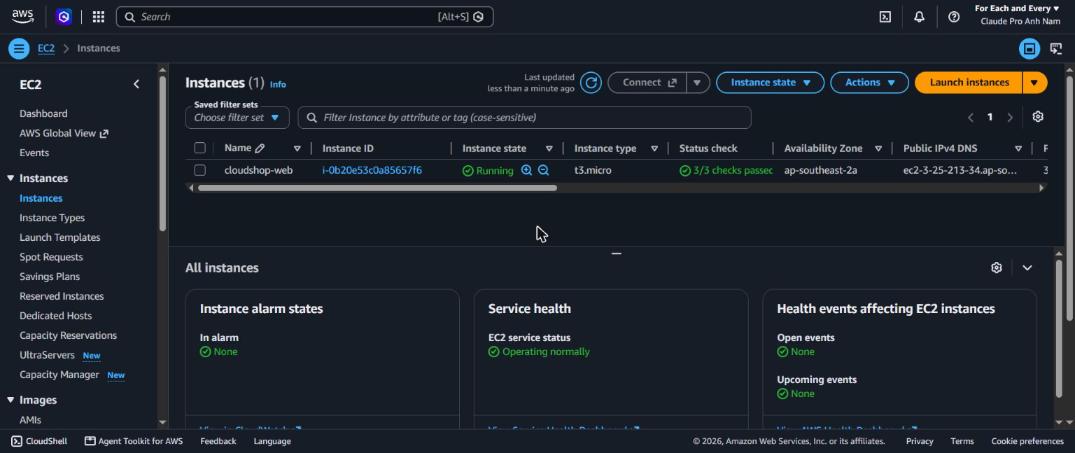 aws
Search [Alt+S]
For Each and Every ▼
Claude Pro Anh Nam
EC2 > Instances
EC2
Dashboard
AWS Global View
Events
Instances
Instances
Instance Types
Launch Templates
Spot Requests
Savings Plans
Reserved Instances
Dedicated Hosts
Capacity Reservations
UltraServers New
Capacity Manager New
Images
AMIs
Instances (1) Info
Last updated
less than a minute ago
Connect
Instance state
Actions
Launch instances
Saved filter sets
Choose filter set
Filter Instance by attribute or tag (case-sensitive)
1
Name Instance ID Instance state Instance type Status check Availability Zone Public IPv4 DNS
cloudshop-web i-0b20e53c0a85657f6 Running t3.micro 3/3 checks passec ap-southeast-2a ec2-3-25-213-34.ap-so...
All instances
Instance alarm states
In alarm
None
Service health
EC2 service status
Operating normally
Health events affecting EC2 instances
Open events
None
Upcoming events
None
CloudShell Agent Toolkit for AWS Feedback Language © 2026, Amazon Web Services, Inc. or its affiliates. Privacy Terms Cookie preferences